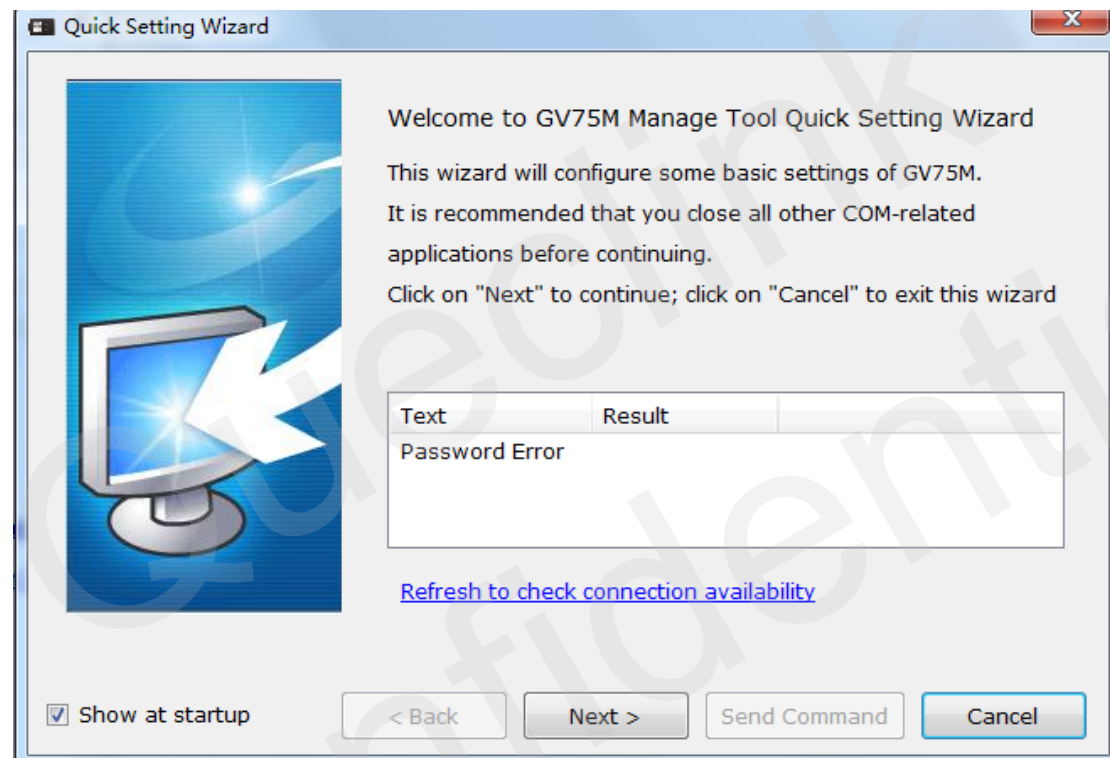 Quick Setting Wizard
Welcome to GV75M Manage Tool Quick Setting Wizard
This wizard will configure some basic settings of GV75M.
It is recommended that you close all other COM-related
applications before continuing.
Click on "Next" to continue; click on "Cancel" to exit this wizard
Text Result
Password Error
Refresh to check connection availability
Show at startup < Back Next > Send Command Cancel
Queclink